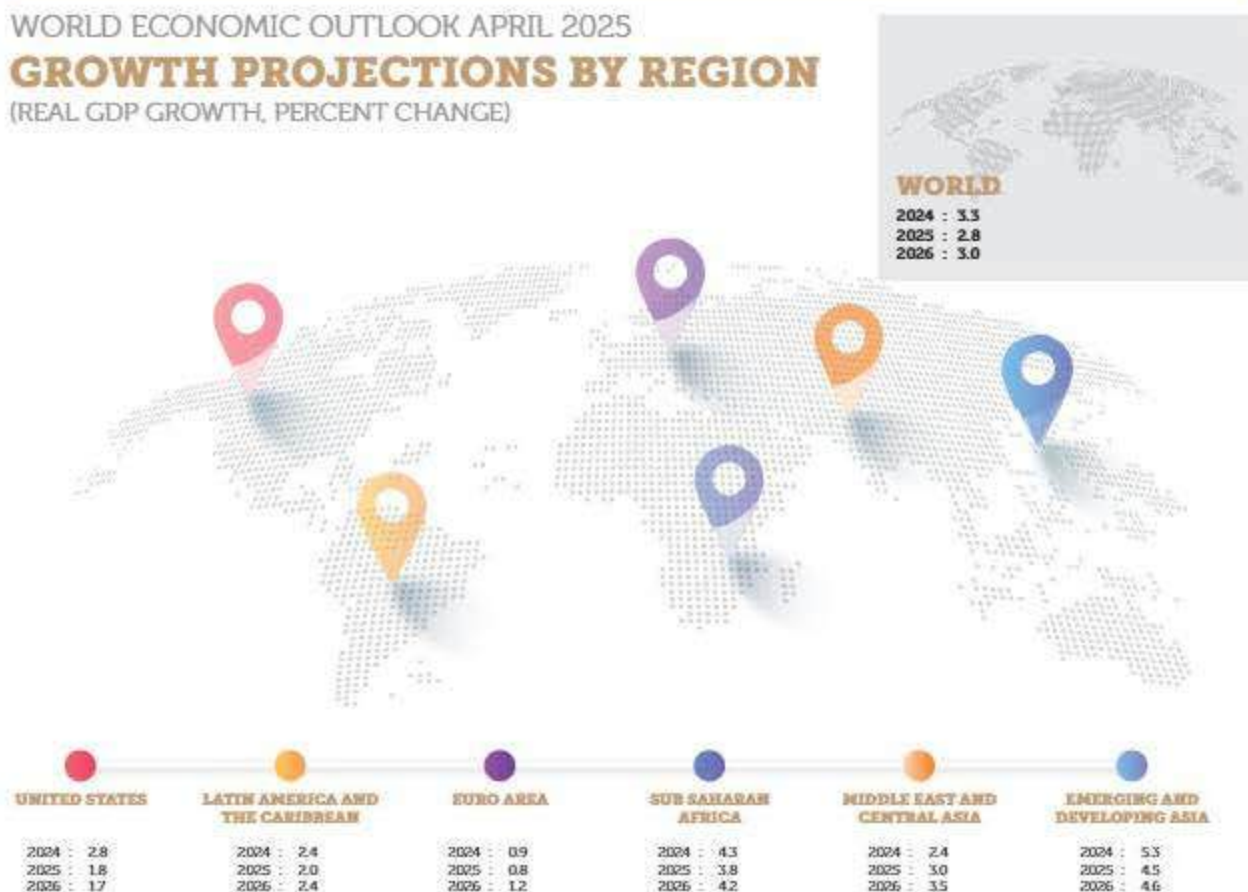 WORLD ECONOMIC OUTLOOK APRIL 2025
GROWTH PROJECTIONS BY REGION
(REAL GDP GROWTH, PERCENT CHANGE)
WORLD
2024 : 3.3
2025 : 2.8
2026 : 3.0
UNITED STATES
2024 : 2.8
2025 : 1.8
2026 : 1.7
LATIN AMERICA AND
THE CARIBBEAN
2024 : 2.4
2025 : 2.0
2026 : 2.4
EURO AREA
2024 : 0.9
2025 : 0.8
2026 : 1.2
SUB SAHARAN
AFRICA
2024 : 4.3
2025 : 3.8
2026 : 4.2
MIDDLE EAST AND
CENTRAL ASIA
2024 : 2.4
2025 : 3.0
2026 : 3.5
EMERGING AND
DEVELOPING ASIA
2024 : 5.3
2025 : 4.5
2026 : 4.6